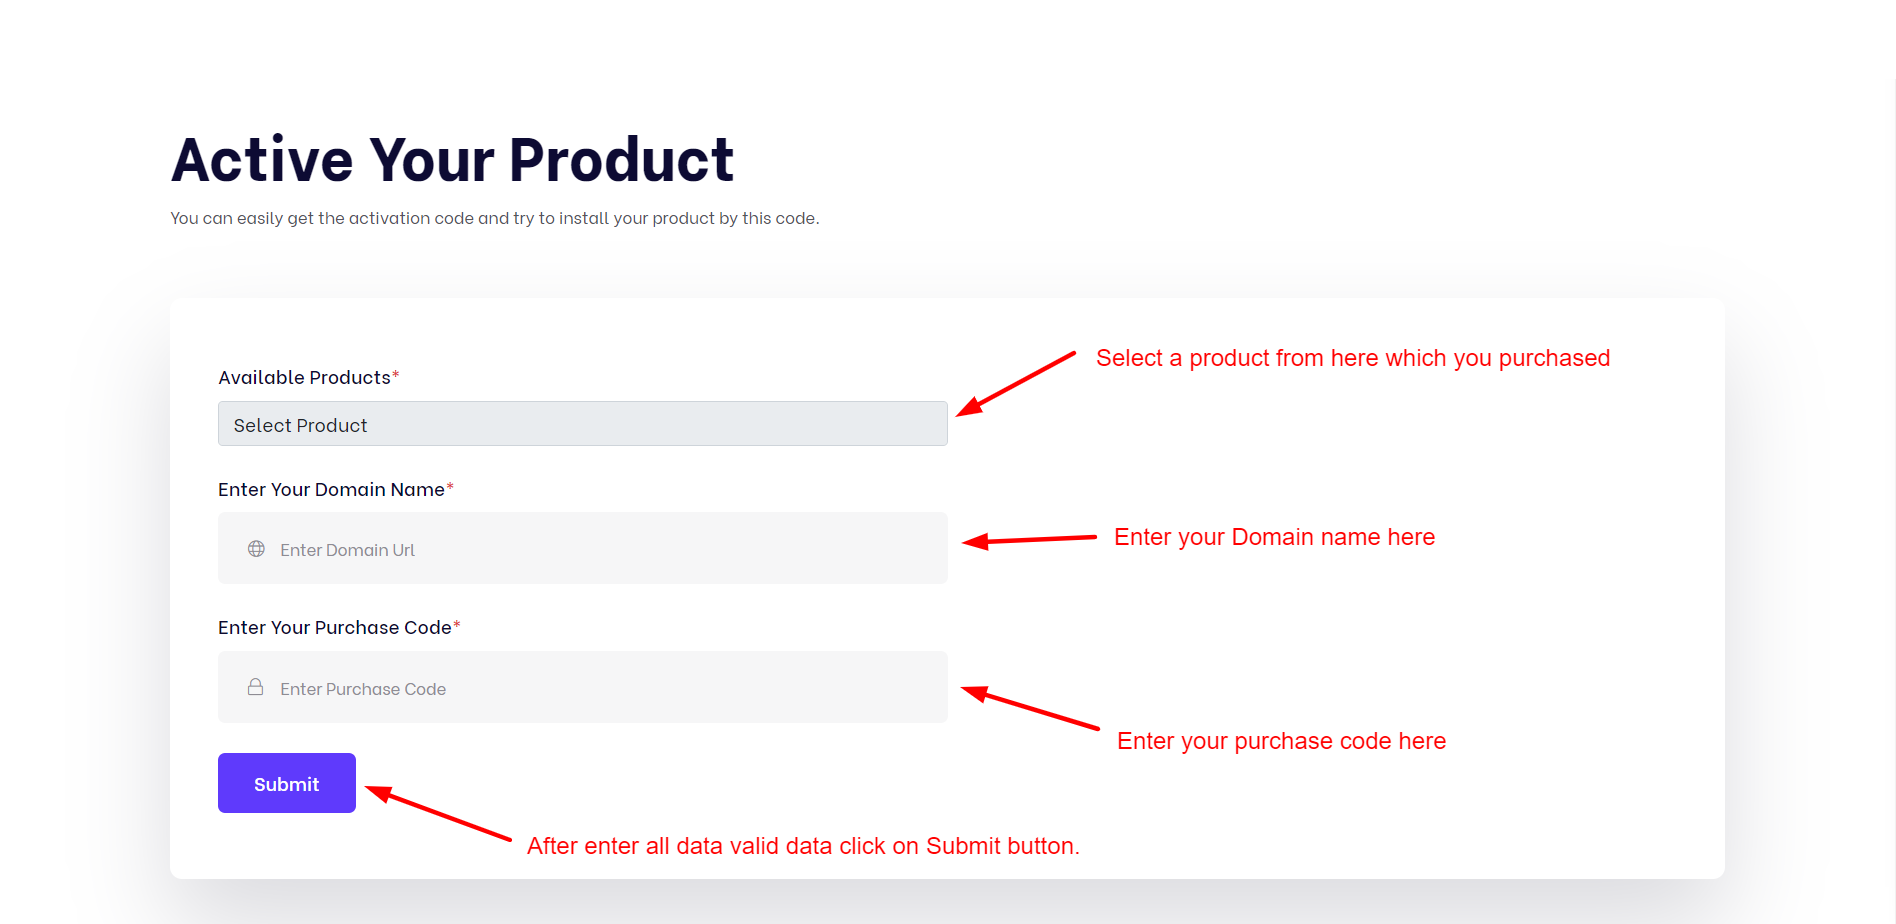 Active Your Product
You can easily get the activation code and try to install your product by this code.
Available Products*
Select a product from here which you purchased
Select Product
Enter Your Domain Name*
Enter Domain Url
Enter your Domain name here
Enter Your Purchase Code*
Enter Purchase Code
Enter your purchase code here
Submit
After enter all data valid data click on Submit button.